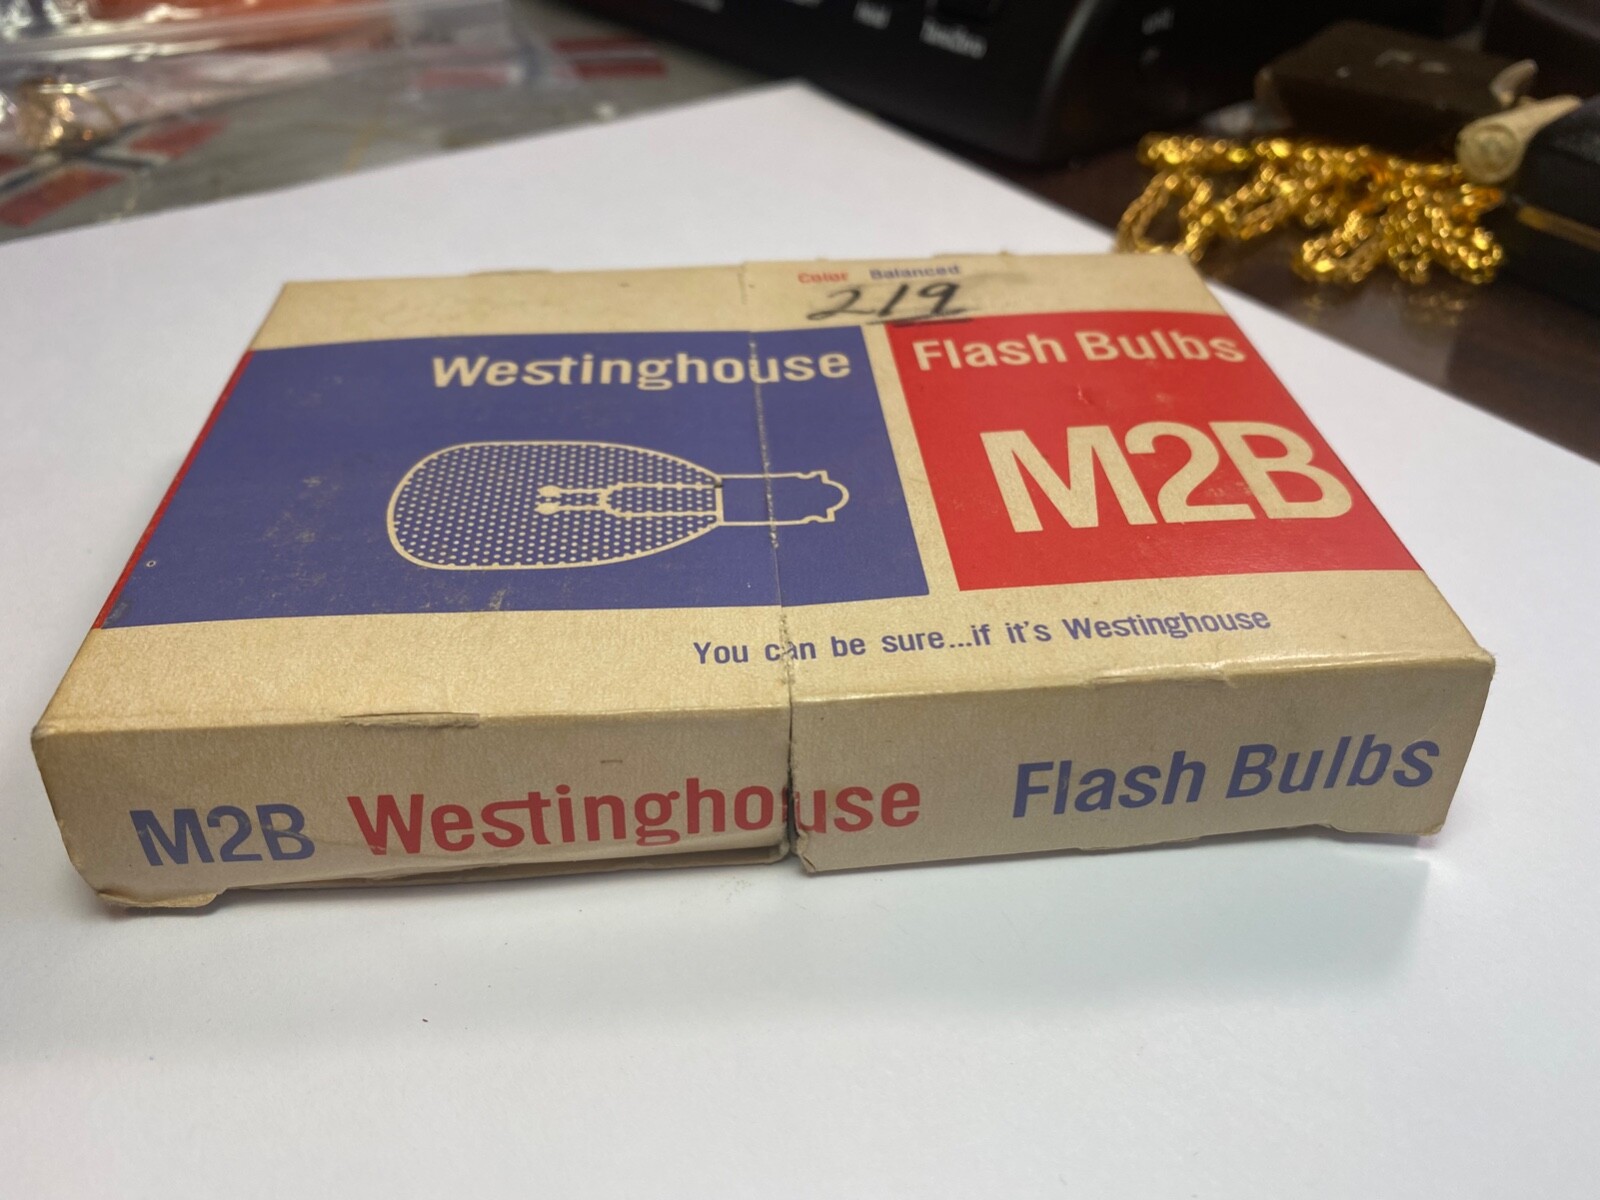 Color Balanced
219
Westinghouse
Flash Bulbs
M2B
You can be sure...if it's Westinghouse
M2B Westinghouse Flash Bulbs